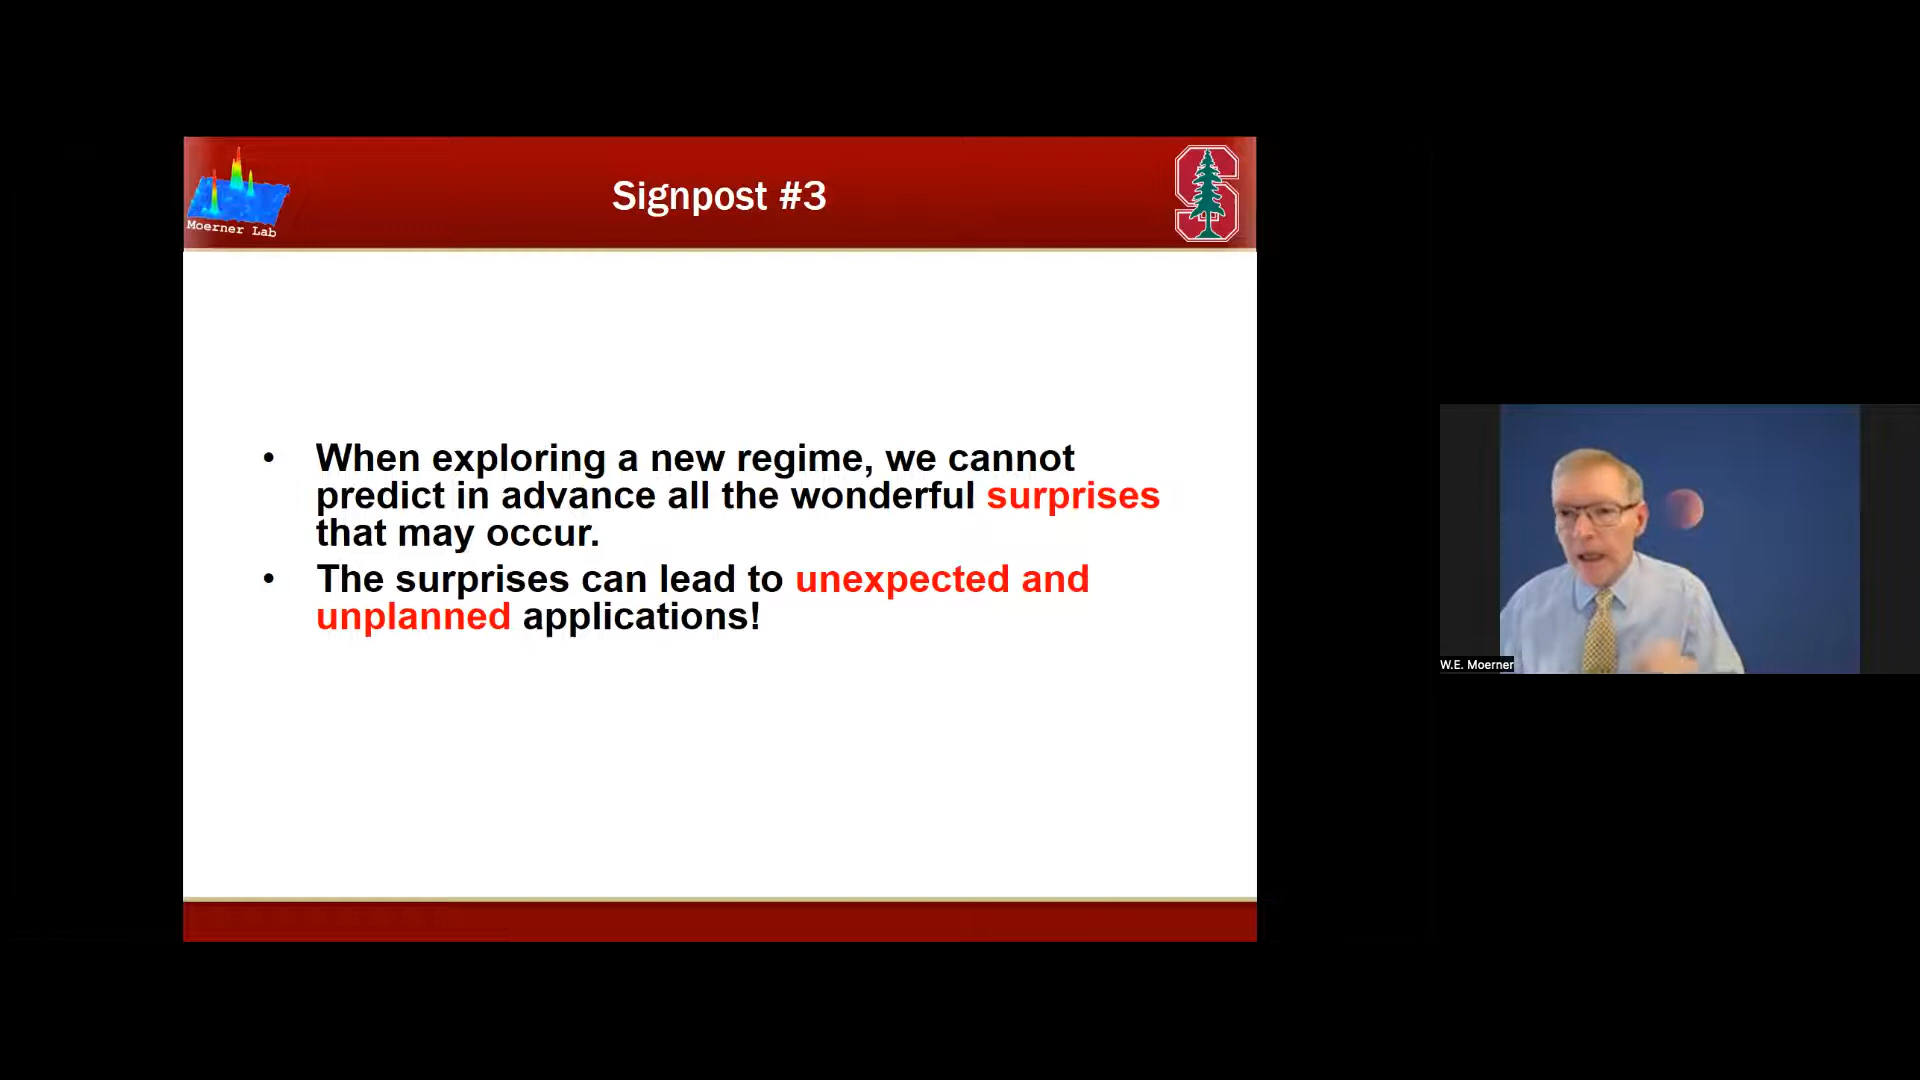 Moerner Lab
Signpost #3
• When exploring a new regime, we cannot
predict in advance all the wonderful surprises
that may occur.
• The surprises can lead to unexpected and
unplanned applications!
W.E. Moerner